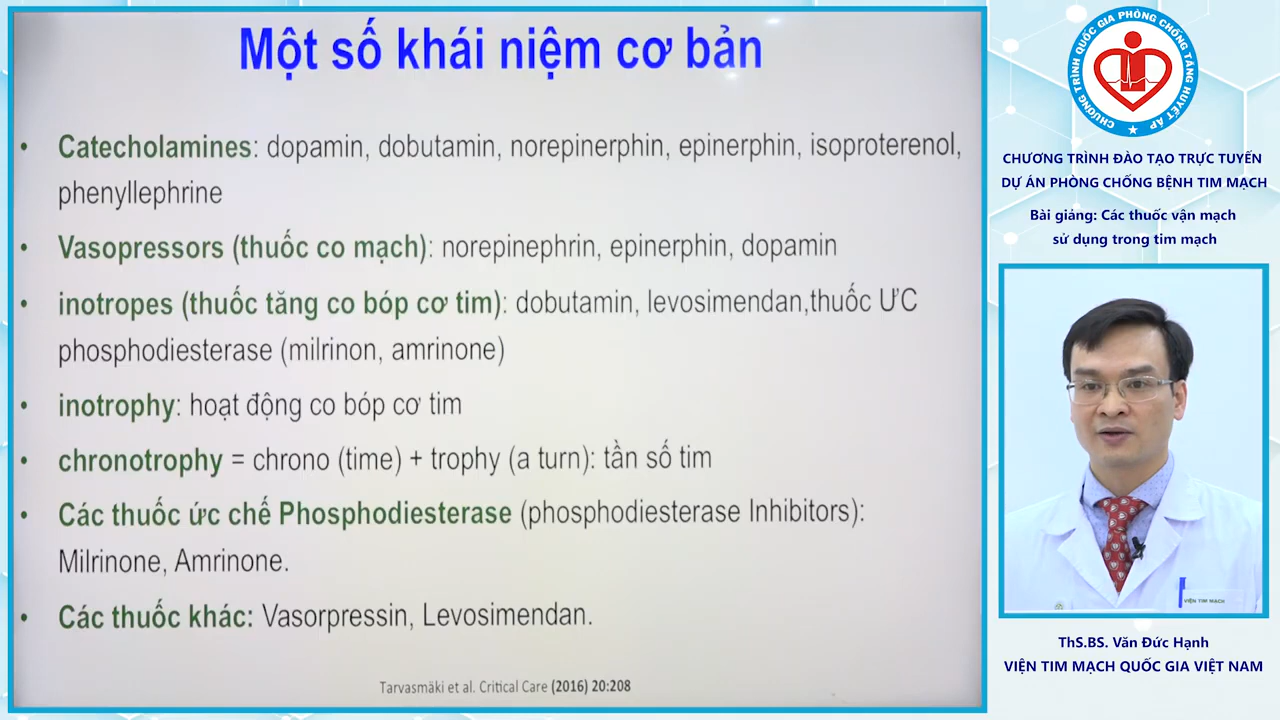 Một số khái niệm cơ bản
• Catecholamines: dopamin, dobutamin, norepinerphin, epinerphin, isoproterenol,
phenyllephrine
• Vasopressors (thuốc co mạch): norepinephrin, epinerphin, dopamin
• inotropes (thuốc tăng co bóp cơ tim): dobutamin, levosimendan,thuốc ƯC
phosphodiesterase (milrinon, amrinone)
• inotrophy: hoạt động co bóp cơ tim
• chronotrophy = chrono (time) + trophy (a turn): tần số tim
• Các thuốc ức chế Phosphodiesterase (phosphodiesterase Inhibitors):
Milrinone, Amrinone.
• Các thuốc khác: Vasorpressin, Levosimendan.
Tarvasmäki et al. Critical Care (2016) 20:208
CHƯƠNG TRÌNH QUỐC GIA PHÒNG CHỐNG TĂNG HUYẾT ÁP
CHƯƠNG TRÌNH ĐÀO TẠO TRỰC TUYẾN
DỰ ÁN PHÒNG CHỐNG BỆNH TIM MẠCH
Bài giảng: Các thuốc vận mạch
sử dụng trong tim mạch
VIỆN TIM MẠCH
ThS.BS. Văn Đức Hạnh
VIỆN TIM MẠCH QUỐC GIA VIỆT NAM